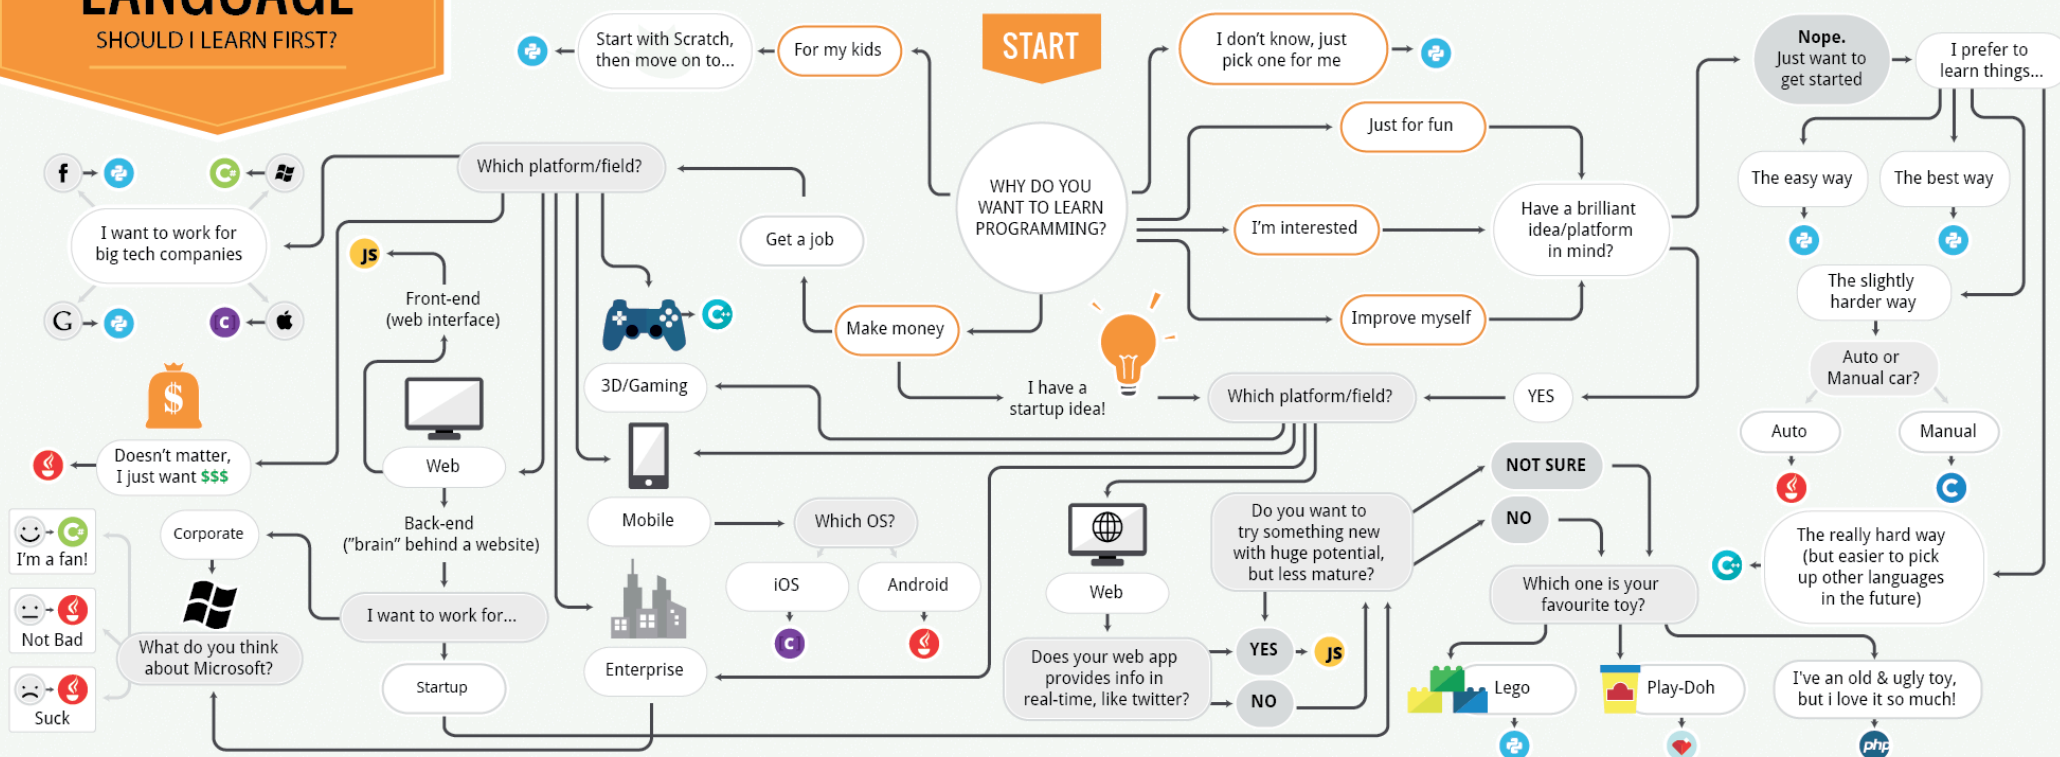 LANGUAGE
SHOULD I LEARN FIRST?
START
WHY DO YOU
WANT TO LEARN
PROGRAMMING?
For my kids
Start with Scratch,
then move on to...
I don't know, just
pick one for me
Just for fun
I'm interested
Improve myself
Have a brilliant
idea/platform
in mind?
Nope.
Just want to
get started
I prefer to
learn things...
The easy way
The best way
The slightly
harder way
Auto or
Manual car?
Auto
Manual
C
The really hard way
(but easier to pick
up other languages
in the future)
C++
YES
Which platform/field?
Make money
I have a
startup idea!
Get a job
Which platform/field?
I want to work for
big tech companies
f
C#
G
C
$
Doesn't matter,
I just want $$$
JS
Front-end
(web interface)
Web
Back-end
("brain" behind a website)
I want to work for...
Corporate
Startup
What do you think
about Microsoft?
C#
I'm a fan!
Not Bad
Suck
C++
3D/Gaming
Mobile
Which OS?
iOS
Android
C
Enterprise
Web
Does your web app
provides info in
real-time, like twitter?
YES
JS
NO
Do you want to
try something new
with huge potential,
but less mature?
NOT SURE
NO
Which one is your
favourite toy?
Lego
Play-Doh
I've an old & ugly toy,
but i love it so much!
php